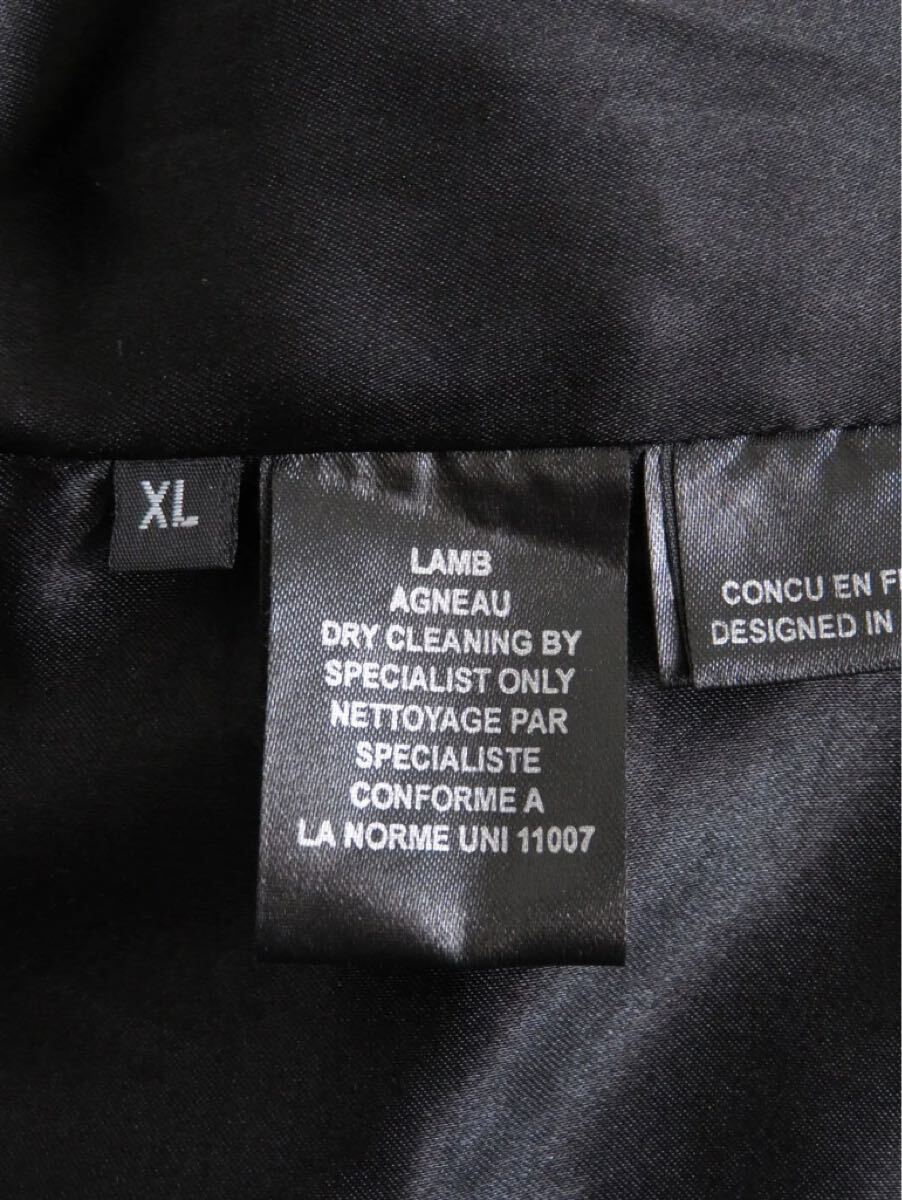 XL
LAMB
AGNEAU
DRY CLEANING BY
SPECIALIST ONLY
NETTOYAGE PAR
SPECIALISTE
CONFORME A
LA NORME UNI 11007
CONCU EN
DESIGNED IN